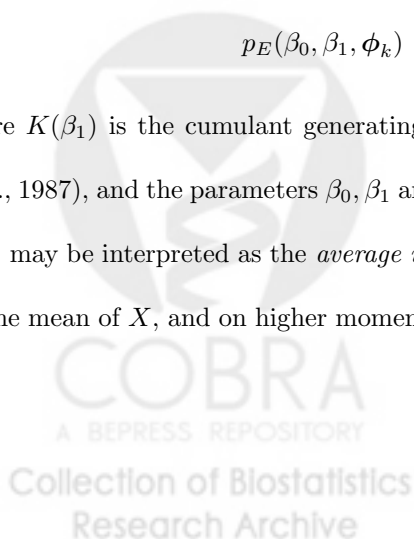 p_E(β_0, β_1, ϕ_k)
re K(β_1) is the cumulant generating
., 1987), and the parameters β_0, β_1 a
may be interpreted as the average
he mean of X, and on higher momen
COBRA
A BEPRESS REPOSITORY
Collection of Biostatistics
Research Archive